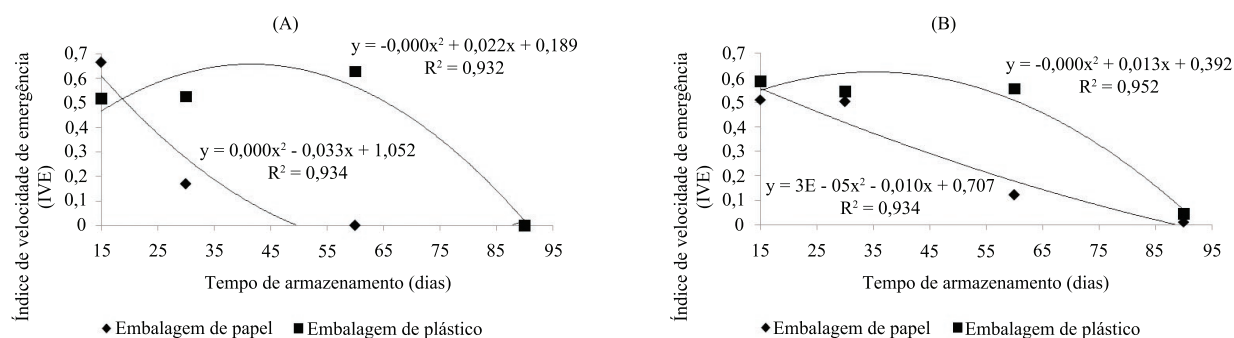 (A)
Índice de velocidade de emergência
(IVE)
0,7
0,6
0,5
0,4
0,3
0,2
0,1
0
y = -0,000x² + 0,022x + 0,189
R² = 0,932
y = 0,000x² - 0,033x + 1,052
R² = 0,934
15 25 35 45 55 65 75 85 95
Tempo de armazenamento (dias)
Embalagem de papel Embalagem de plástico
(B)
Índice de velocidade de emergência
(IVE)
0,7
0,6
0,5
0,4
0,3
0,2
0,1
0
y = -0,000x² + 0,013x + 0,392
R² = 0,952
y = 3E - 05x² - 0,010x + 0,707
R² = 0,934
15 25 35 45 55 65 75 85 95
Tempo de armazenamento (dias)
Embalagem de papel Embalagem de plástico